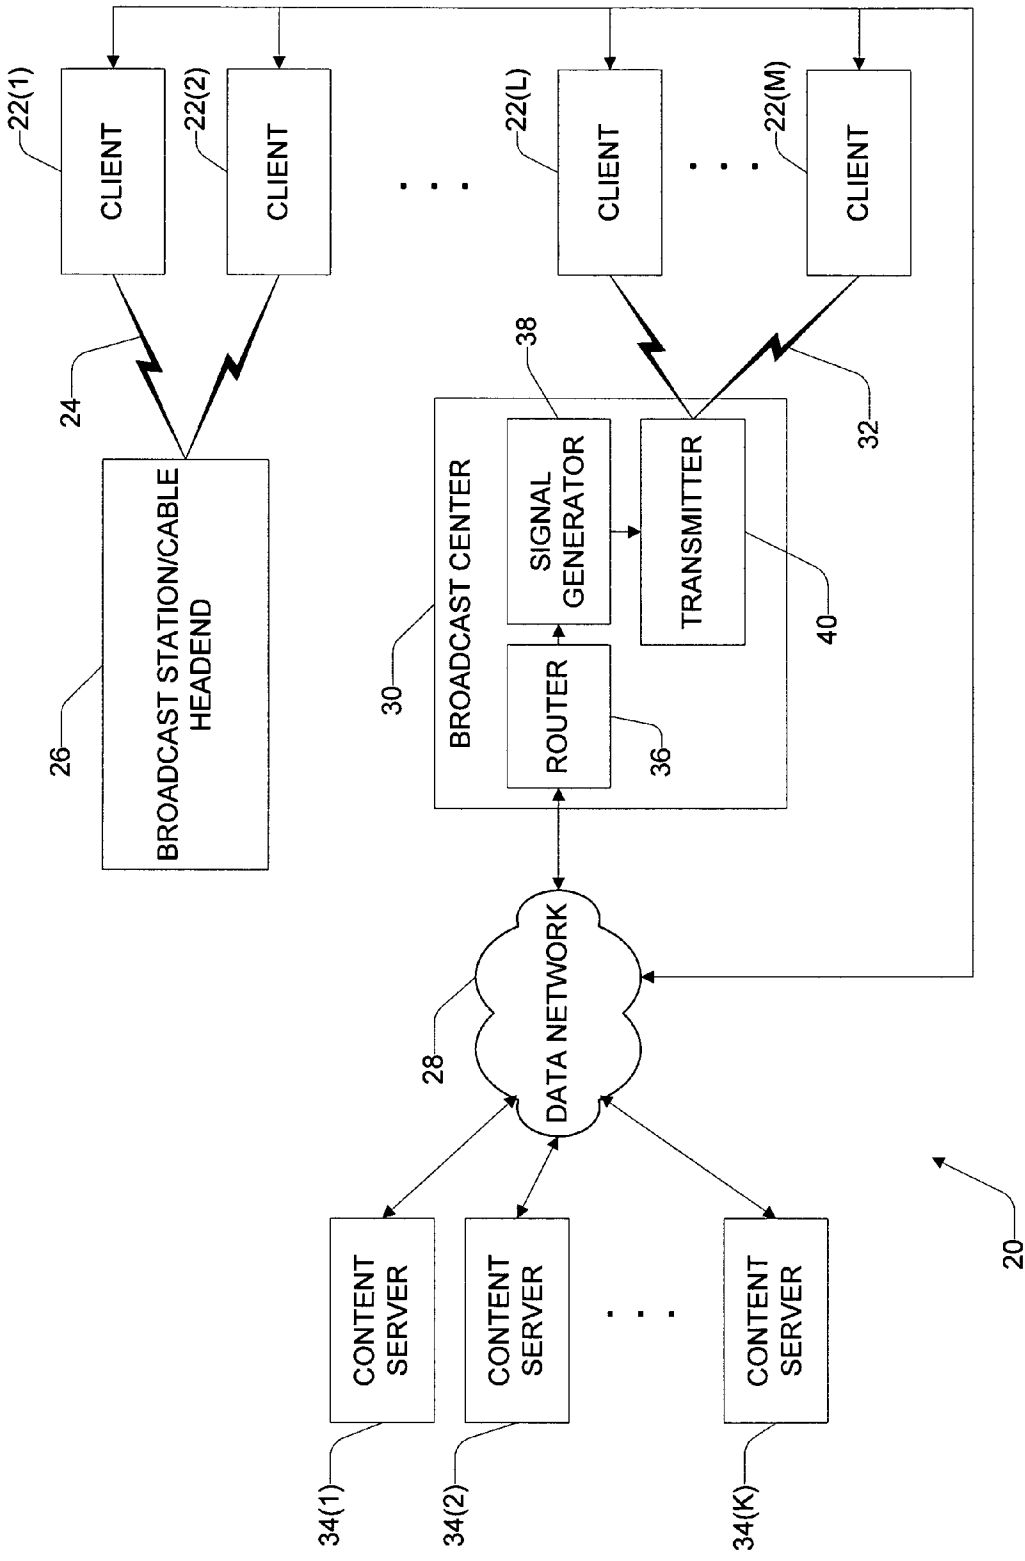 26
BROADCAST STATION/CABLE
HEADEND
24
22(1)
CLIENT
22(2)
CLIENT
. . .
34(1)
CONTENT
SERVER
34(2)
CONTENT
SERVER
. . .
34(K)
CONTENT
SERVER
28
DATA NETWORK
30
BROADCAST CENTER
ROUTER
36
SIGNAL
GENERATOR
38
TRANSMITTER
40
32
22(L)
CLIENT
. . .
22(M)
CLIENT
20